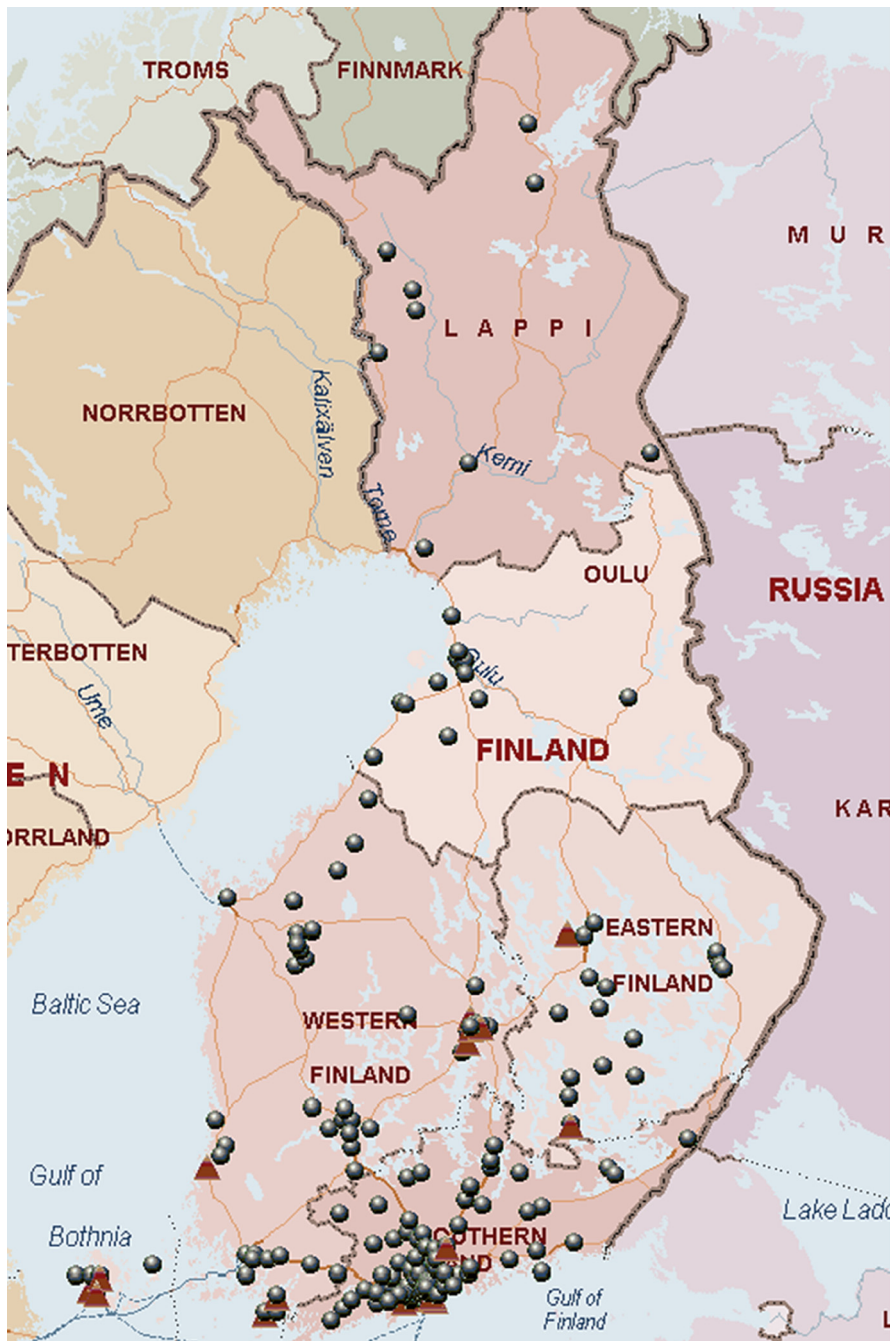 TROMS
FINNMARK
M U R
L A P P I
NORRBOTTEN
Kalixälven
Kemi
Torne
OULU
RUSSIA
TERBOTTEN
Ume
Oulu
FINLAND
E N
KAR
ORRLAND
EASTERN
FINLAND
Baltic Sea
WESTERN
FINLAND
Gulf of
Bothnia
Lake Lado
OUTHERN
ND
Gulf of
Finland
L